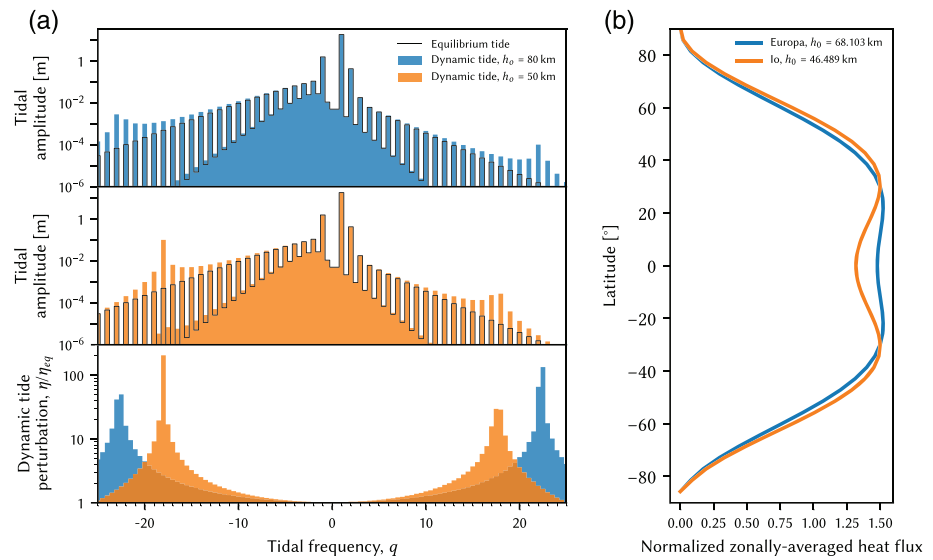 (a)
Tidal
amplitude [m]
1
10⁻²
10⁻⁴
10⁻⁶
Equilibrium tide
Dynamic tide, hₒ = 80 km
Dynamic tide, hₒ = 50 km
Tidal
amplitude [m]
1
10⁻²
10⁻⁴
10⁻⁶
Dynamic tide
perturbation, η/ηeq
100
10
1
-20
-10
0
10
20
Tidal frequency, q
(b)
Europa, h₀ = 68.103 km
Io, h₀ = 46.489 km
Latitude [°]
80
60
40
20
0
−20
−40
−60
−80
0.00 0.25 0.50 0.75 1.00 1.25 1.50
Normalized zonally-averaged heat flux